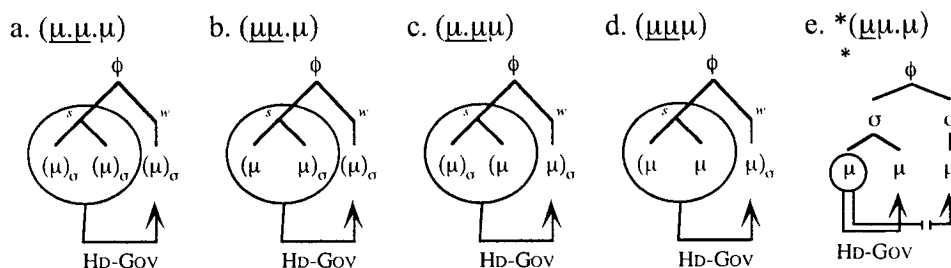 a. (μ.μ.μ) b. (μμ.μ) c. (μ.μμ) d. (μμμ) e. *(μμ.μ)
*
ϕ ϕ ϕ ϕ ϕ
s w s w s w s w
σ σ
(μ)σ (μ)σ (μ)σ (μ μ)σ (μ)σ (μ)σ (μ μ)σ (μ μ μ)σ μ μ μ
HD-GOV HD-GOV HD-GOV HD-GOV HD-GOV